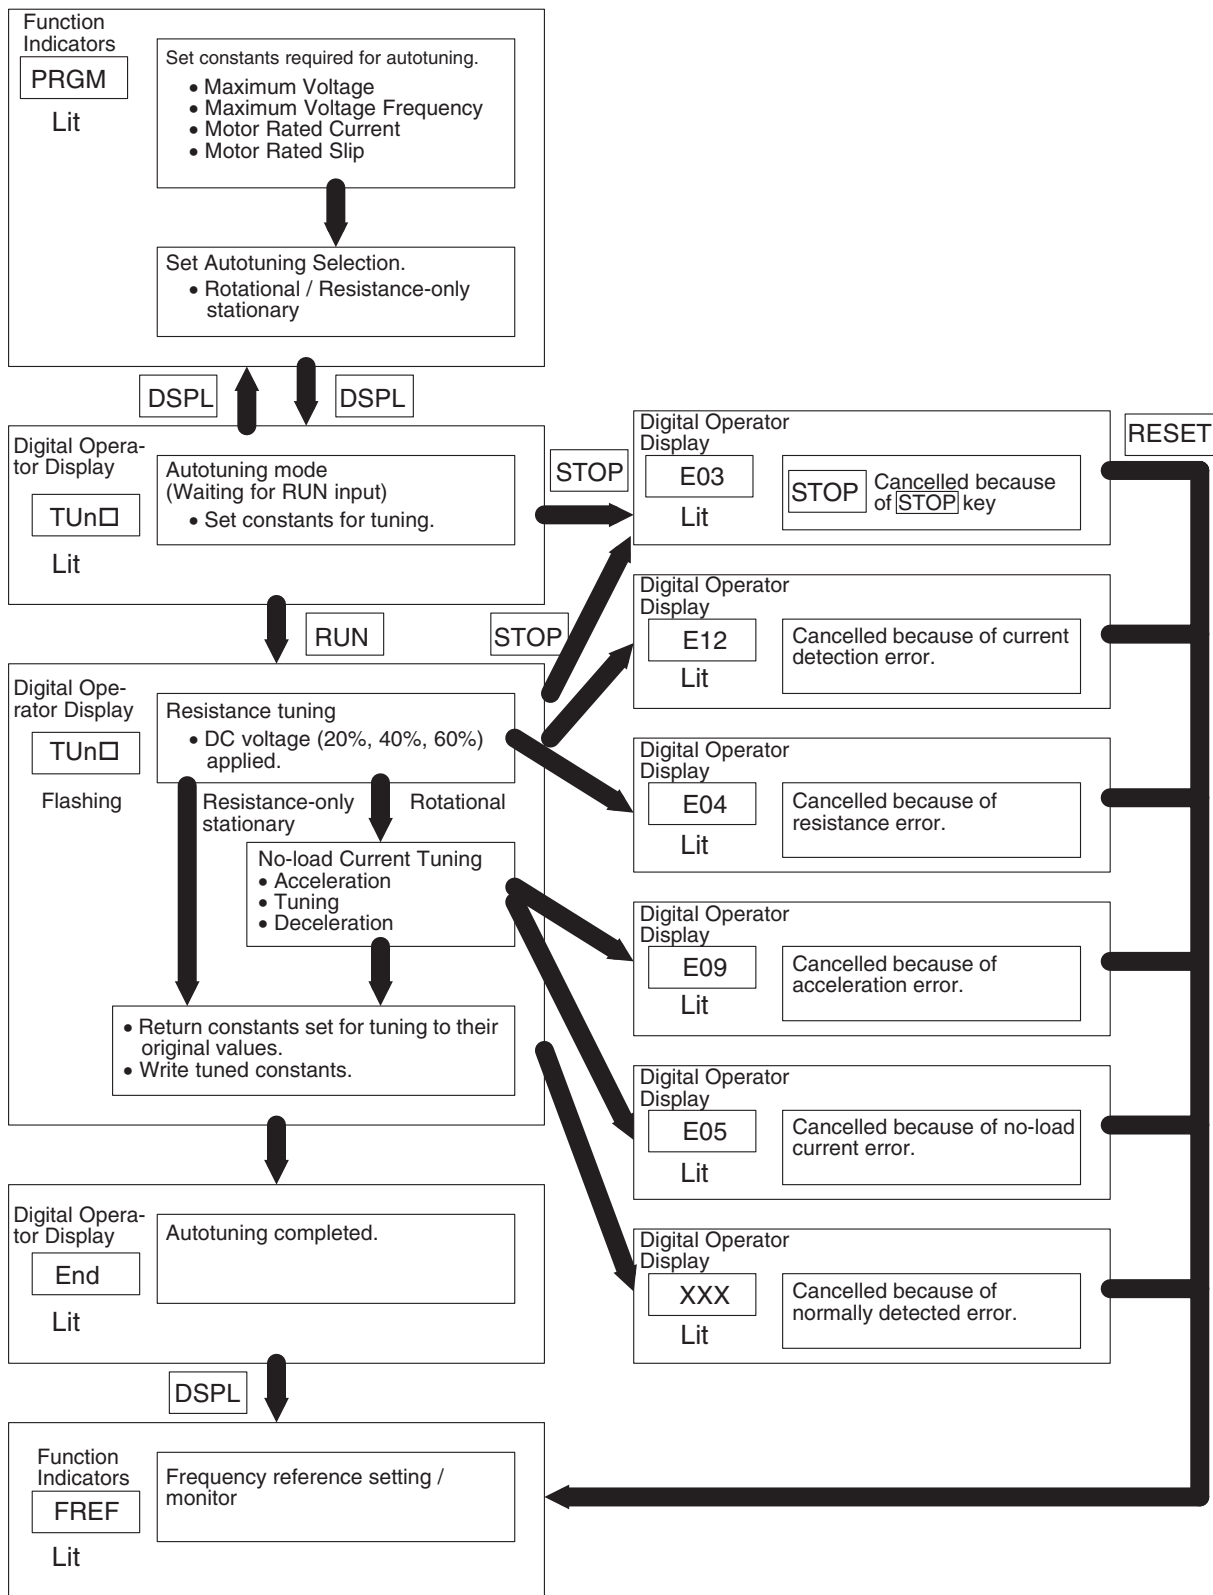 Function
Indicators
PRGM
Lit
Set constants required for autotuning.
• Maximum Voltage
• Maximum Voltage Frequency
• Motor Rated Current
• Motor Rated Slip
Set Autotuning Selection.
• Rotational / Resistance-only
stationary
DSPL
DSPL
Digital Opera-
tor Display
TUn□
Lit
Autotuning mode
(Waiting for RUN input)
• Set constants for tuning.
STOP
Digital Operator
Display
E03
Lit
STOP
Cancelled because
of STOP key
RESET
RUN
STOP
Digital Operator
Display
E12
Lit
Cancelled because of current
detection error.
Digital Ope-
rator Display
TUn□
Flashing
Resistance tuning
• DC voltage (20%, 40%, 60%)
applied.
Resistance-only
stationary
Rotational
Digital Operator
Display
E04
Lit
Cancelled because of
resistance error.
No-load Current Tuning
• Acceleration
• Tuning
• Deceleration
Digital Operator
Display
E09
Lit
Cancelled because of
acceleration error.
• Return constants set for tuning to their
original values.
• Write tuned constants.
Digital Operator
Display
E05
Lit
Cancelled because of no-load
current error.
Digital Opera-
tor Display
End
Lit
Autotuning completed.
Digital Operator
Display
XXX
Lit
Cancelled because of
normally detected error.
DSPL
Function
Indicators
FREF
Lit
Frequency reference setting /
monitor